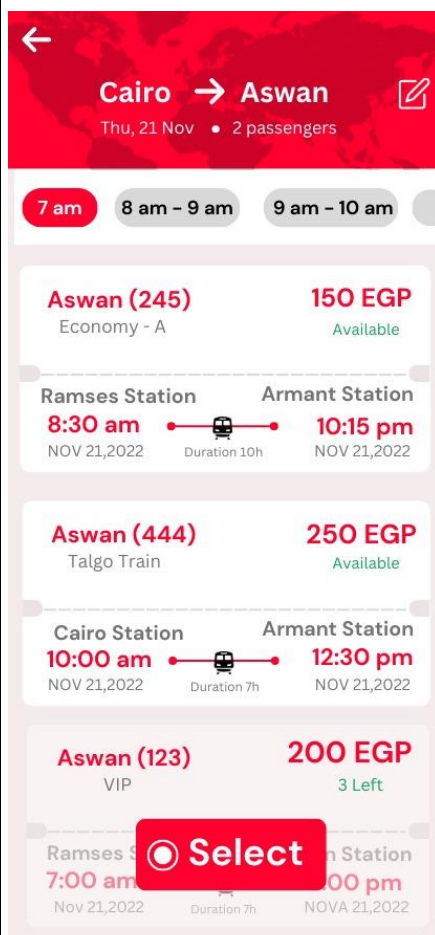 Cairo → Aswan
Thu, 21 Nov • 2 passengers
7 am 8 am – 9 am 9 am – 10 am
Aswan (245) 150 EGP
Economy - A Available
Ramses Station Armant Station
8:30 am 10:15 pm
NOV 21,2022 Duration 10h NOV 21,2022
Aswan (444) 250 EGP
Talgo Train Available
Cairo Station Armant Station
10:00 am 12:30 pm
NOV 21,2022 Duration 7h NOV 21,2022
Aswan (123) 200 EGP
VIP 3 Left
Select
Ramses Station
7:00 am :00 pm
Nov 21,2022 Duration 7h NOVA 21,2022